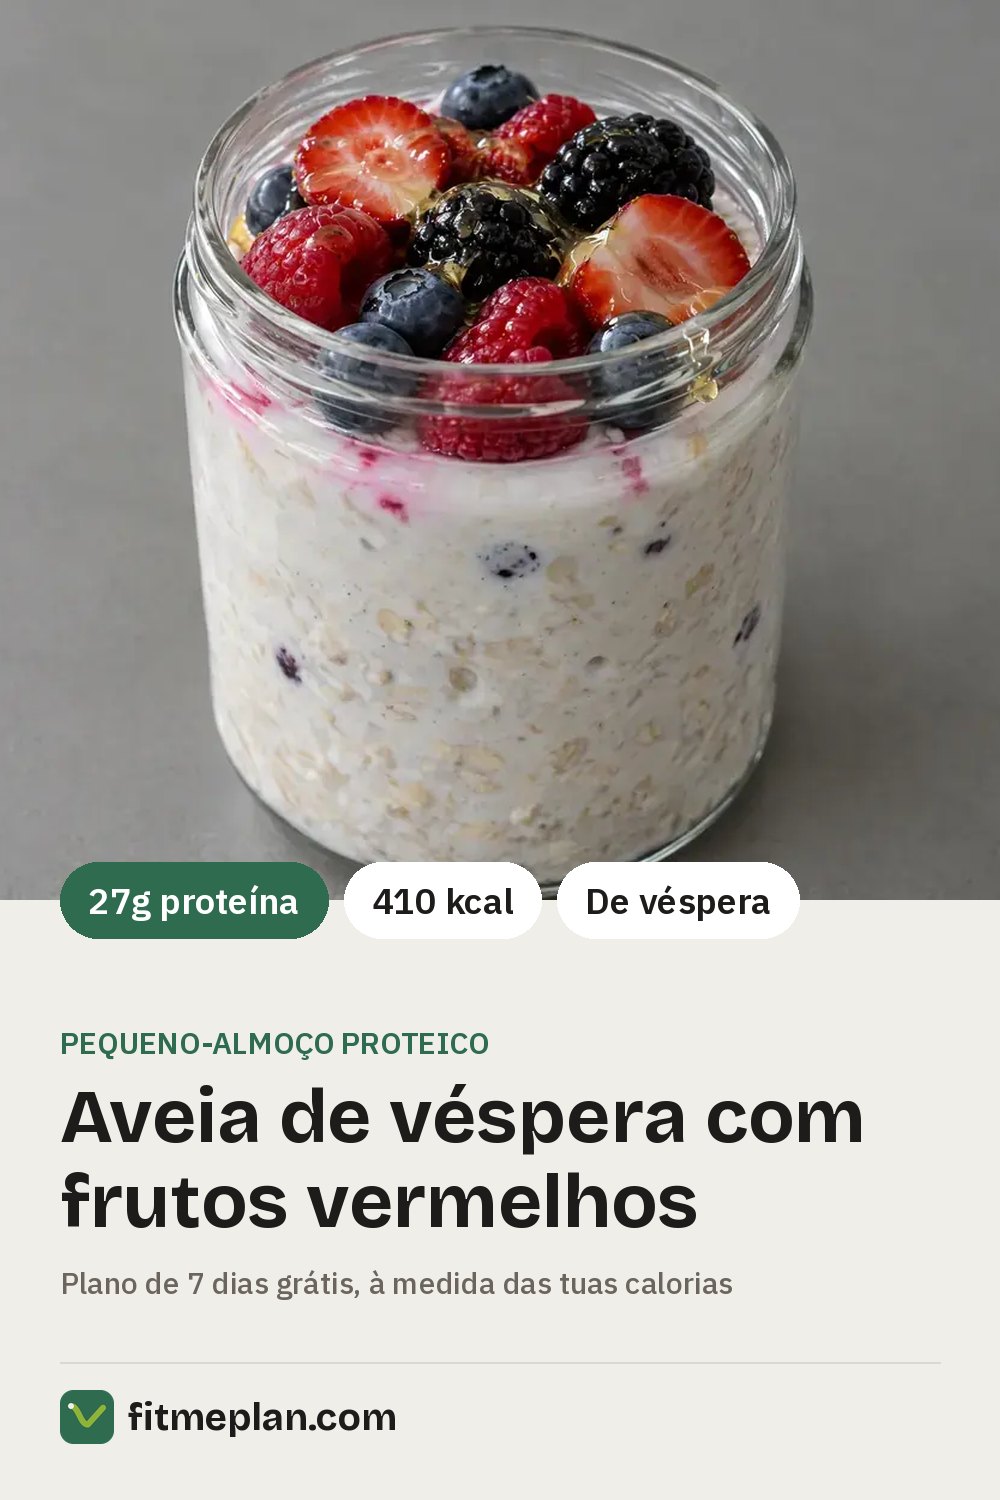 27g proteína
410 kcal
De véspera
PEQUENO-ALMOÇO PROTEICO
Aveia de véspera com
frutos vermelhos
Plano de 7 dias grátis, à medida das tuas calorias
fitmeplan.com